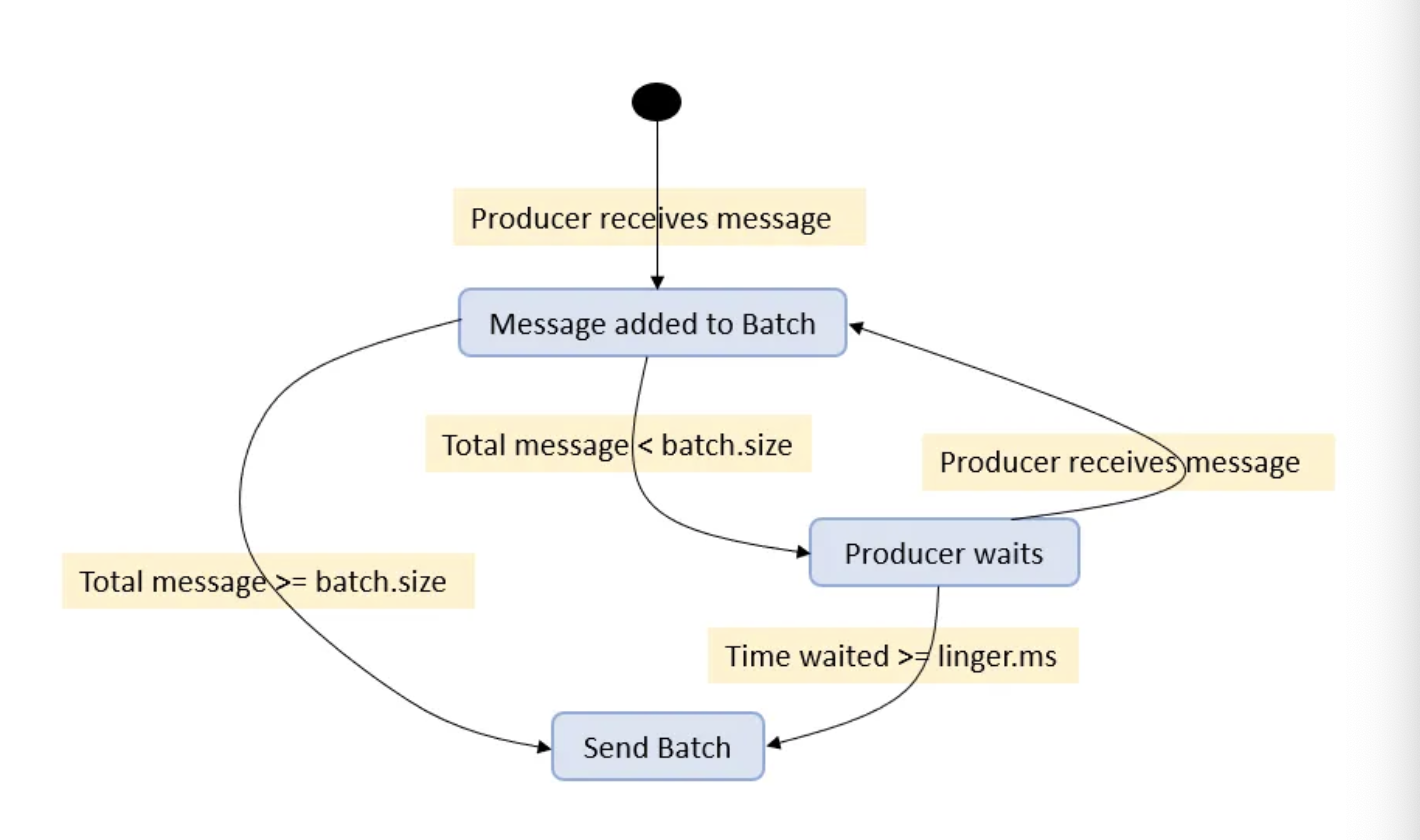 Producer receives message
Message added to Batch
Total message < batch.size
Producer receives message
Producer waits
Total message >= batch.size
Time waited >= linger.ms
Send Batch